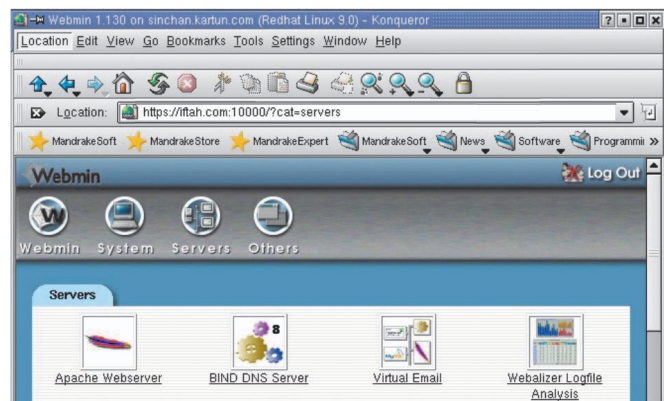 Webmin 1.130 on sinchan.kartun.com (Redhat Linux 9.0) - Konqueror
Location Edit View Go Bookmarks Tools Settings Window Help
Location: https://iftah.com:10000/?cat=servers
MandrakeSoft MandrakeStore MandrakeExpert MandrakeSoft News Software Programmin
Webmin Log Out
W
Webmin System Servers Others
Servers
8
Apache Webserver BIND DNS Server Virtual Email Webalizer Logfile Analysis